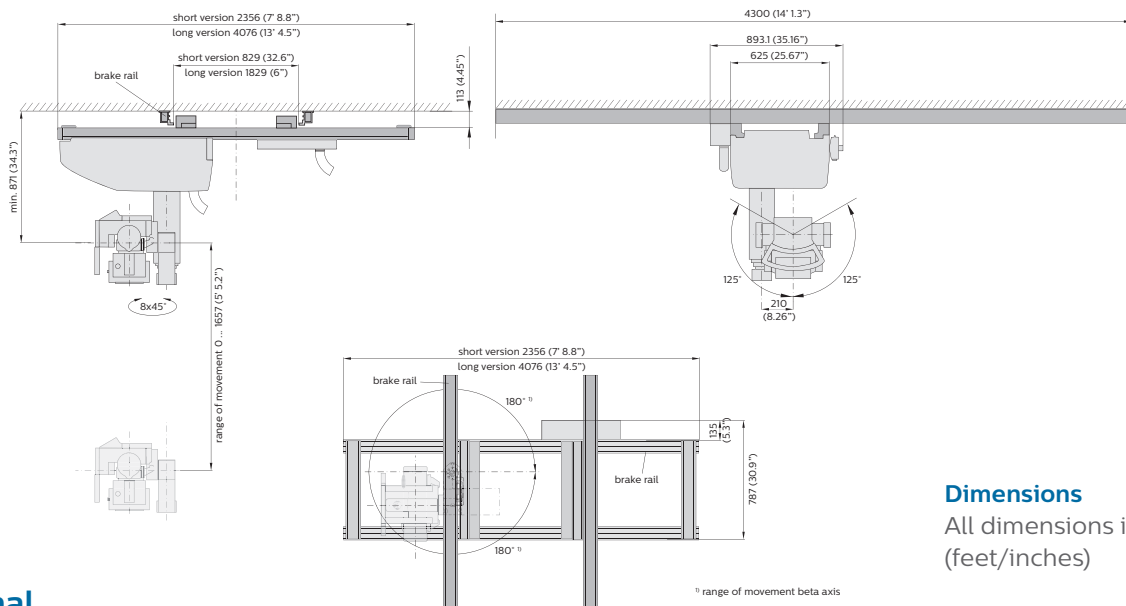 short version 2356 (7' 8.8")
long version 4076 (13' 4.5")
short version 829 (32.6")
long version 1829 (6")
brake rail
113 (4.45")
min. 871 (34.3")
8x45°
range of movement 0 ... 1657 (5' 5.2")
4300 (14' 1.3")
893.1 (35.16")
625 (25.67")
125°
125°
210
(8.26")
short version 2356 (7' 8.8")
long version 4076 (13' 4.5")
brake rail
180° ¹⁾
135
(5.3")
brake rail
787 (30.9")
180° ¹⁾
¹⁾ range of movement beta axis
Dimensions
All dimensions i
(feet/inches)